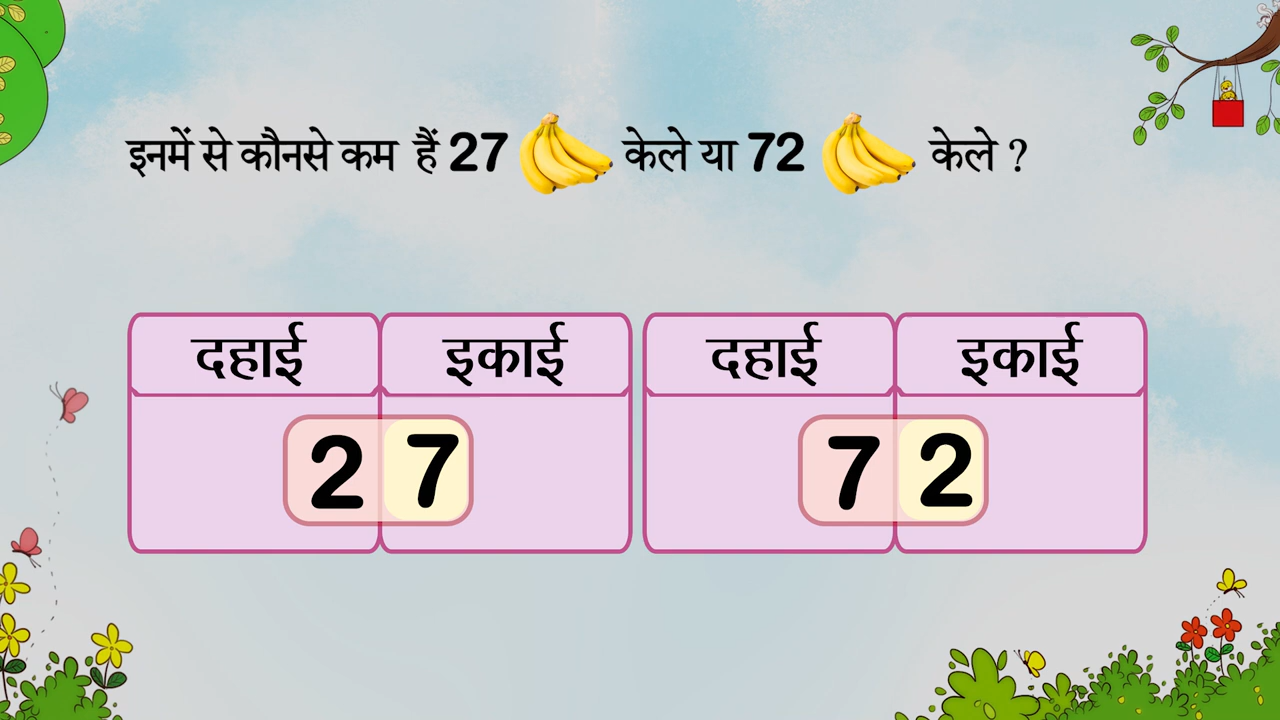 इनमें से कौनसे कम हैं 27 केले या 72 केले ?
दहाई इकाई दहाई इकाई
2 7 7 2